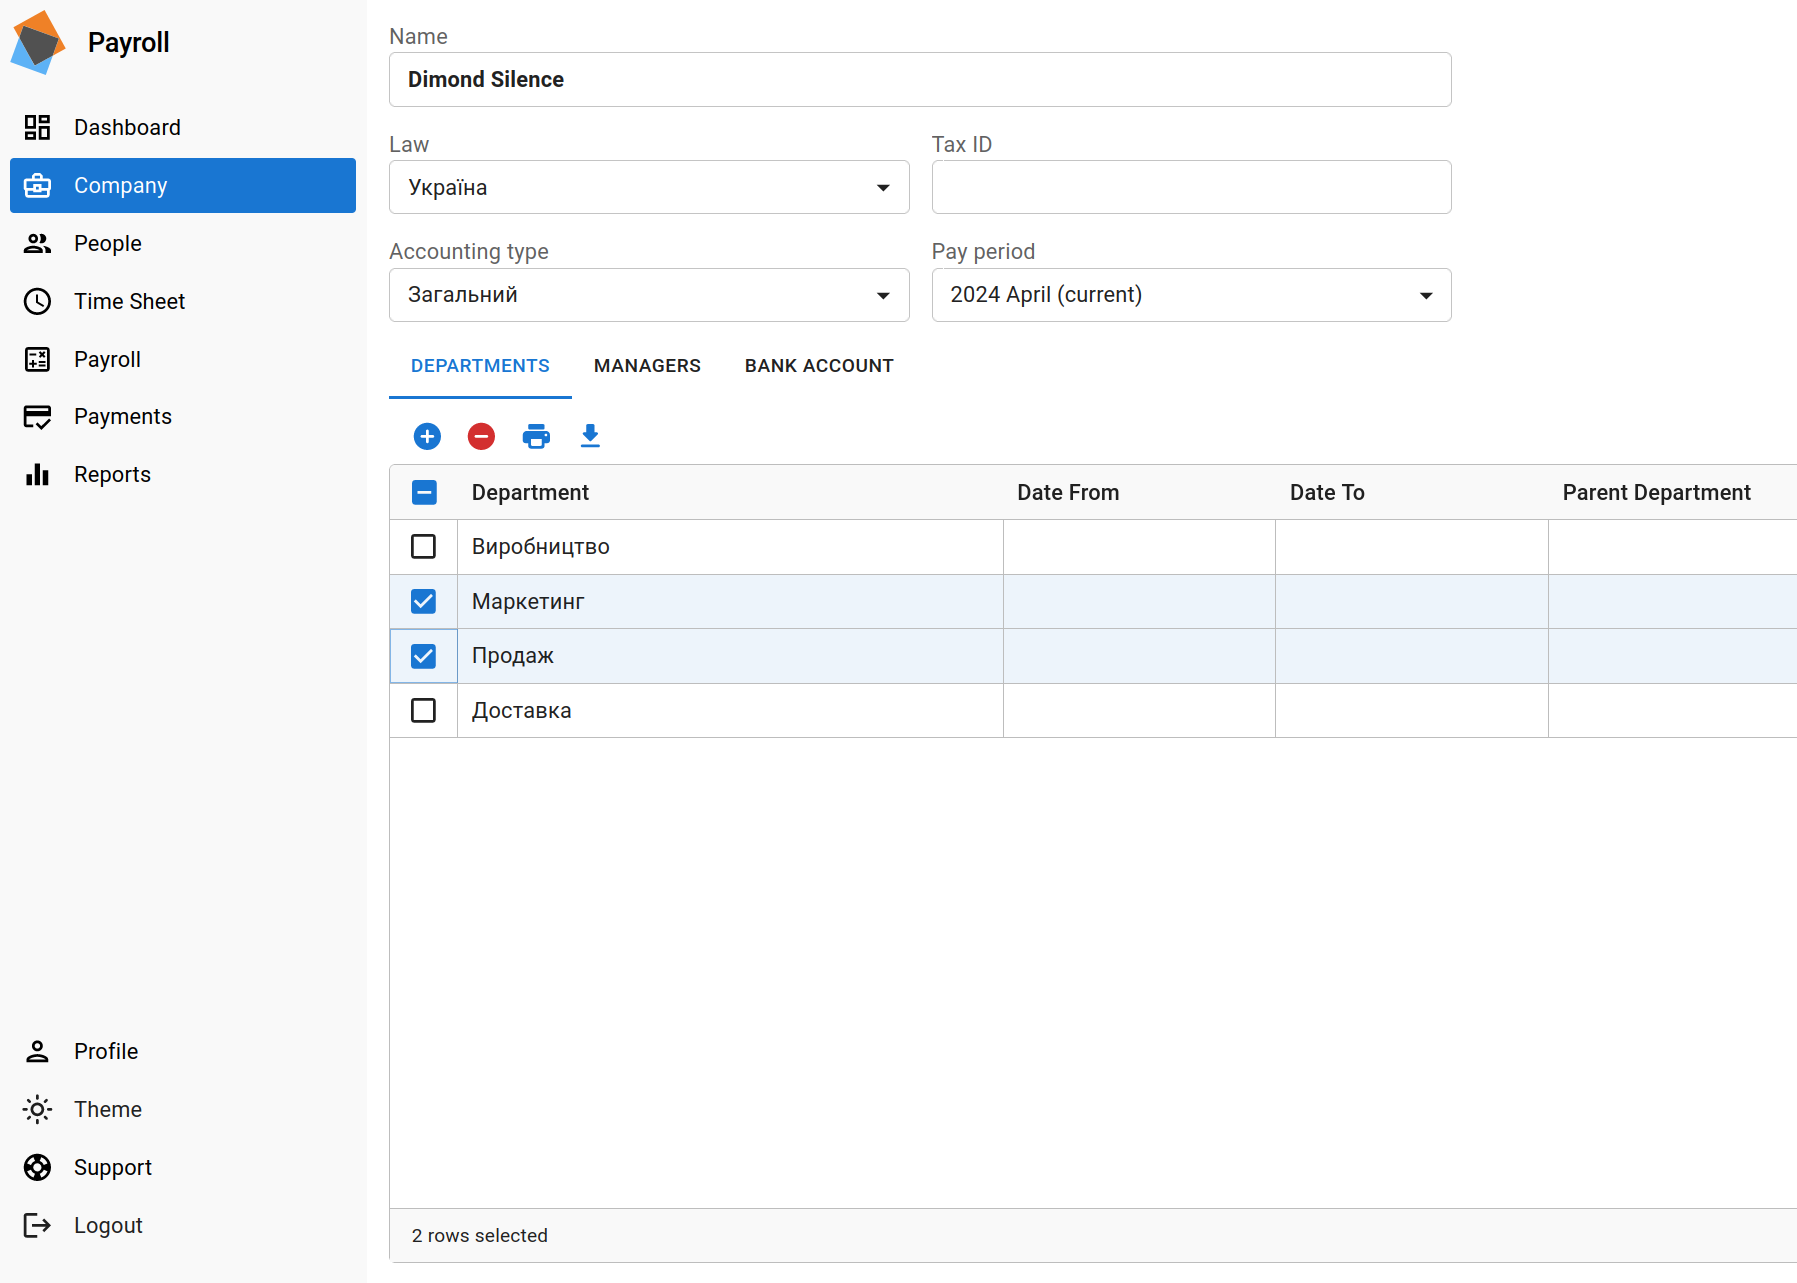 Payroll
Dashboard
Company
People
Time Sheet
Payroll
Payments
Reports
Profile
Theme
Support
Logout
Name
Dimond Silence
Law
Tax ID
Україна
Accounting type
Pay period
Загальний
2024 April (current)
DEPARTMENTS MANAGERS BANK ACCOUNT
Department Date From Date To Parent Department
Виробництво
Маркетинг
Продаж
Доставка
2 rows selected